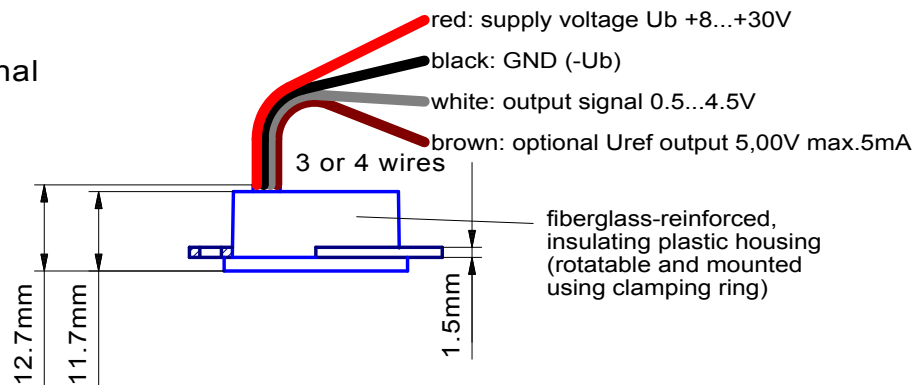 red: supply voltage Ub +8...+30V
nal
black: GND (-Ub)
white: output signal 0.5...4.5V
brown: optional Uref output 5,00V max.5mA
3 or 4 wires
fiberglass-reinforced,
insulating plastic housing
(rotatable and mounted
using clamping ring)
12.7mm
11.7mm
1.5mm